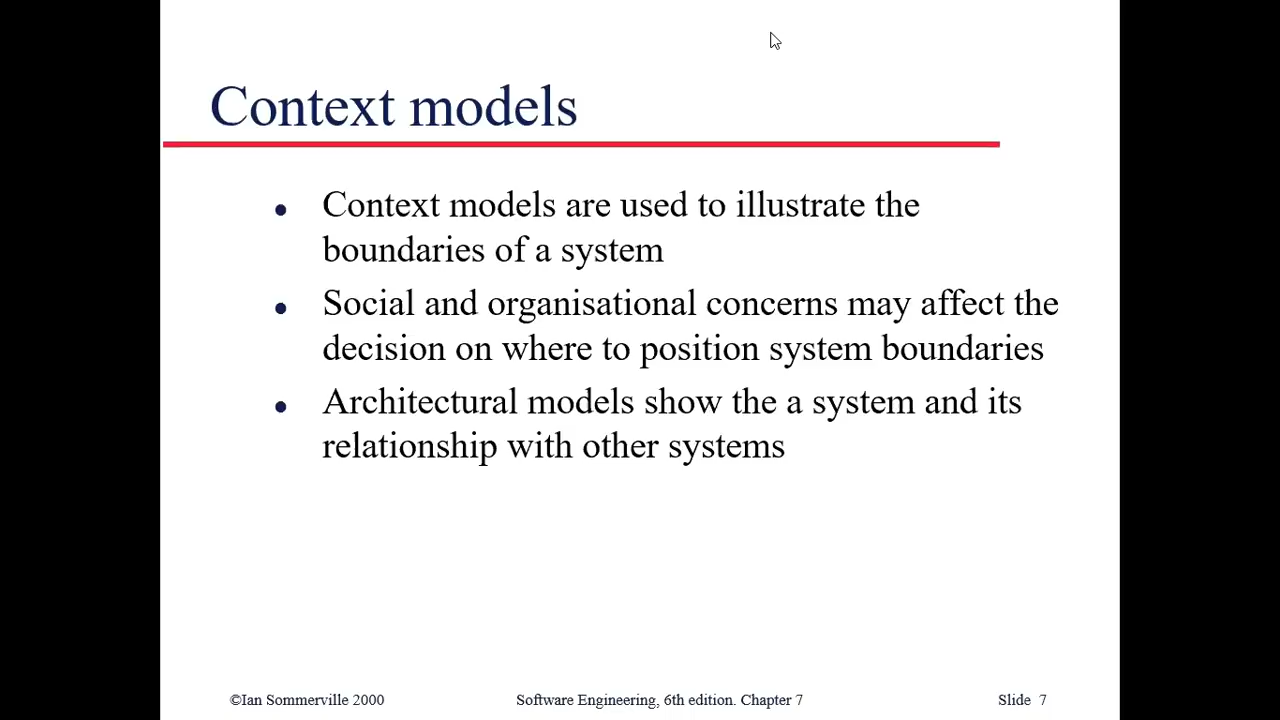 Context models
• Context models are used to illustrate the
boundaries of a system
• Social and organisational concerns may affect the
decision on where to position system boundaries
• Architectural models show the a system and its
relationship with other systems
©Ian Sommerville 2000 Software Engineering, 6th edition. Chapter 7 Slide 7